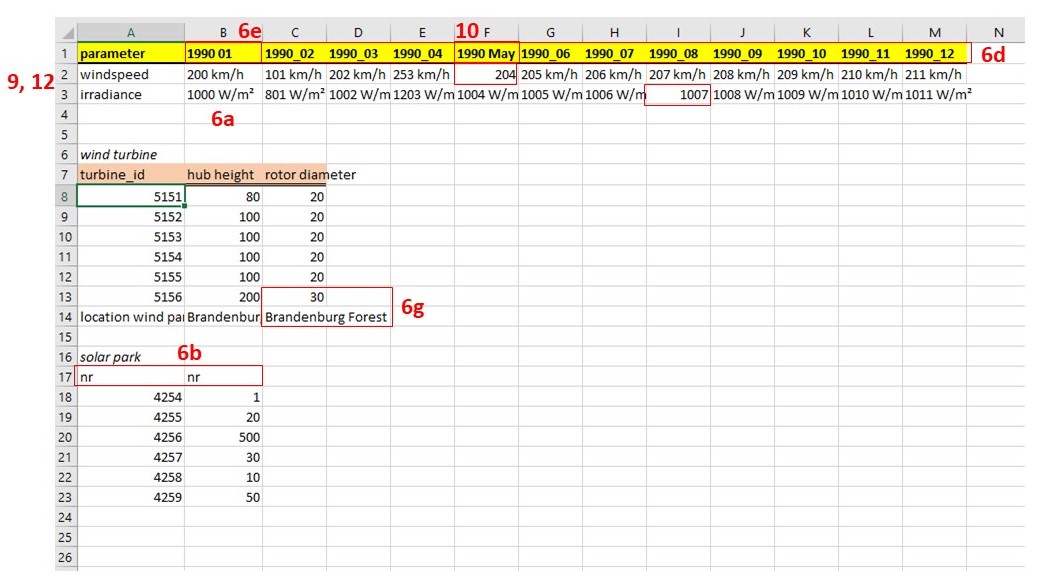 6e 10
A B C D E F G H I J K L M N
1 parameter 1990 01 1990_02 1990_03 1990_04 1990 May 1990_06 1990_07 1990_08 1990_09 1990_10 1990_11 1990_12 6d
9, 12
2 windspeed 200 km/h 101 km/h 202 km/h 253 km/h 204 205 km/h 206 km/h 207 km/h 208 km/h 209 km/h 210 km/h 211 km/h
3 irradiance 1000 W/m² 801 W/m² 1002 W/m 1203 W/m 1004 W/m 1005 W/m 1006 W/m 1007 1008 W/m 1009 W/m 1010 W/m 1011 W/m²
4 6a
5
6 wind turbine
7 turbine_id hub height rotor diameter
8 5151 80 20
9 5152 100 20
10 5153 100 20
11 5154 100 20
12 5155 100 20
13 5156 200 30
6g
14 location wind par Brandenbur Brandenburg Forest
15
16 solar park 6b
17 nr nr
18 4254 1
19 4255 20
20 4256 500
21 4257 30
22 4258 10
23 4259 50
24
25
26